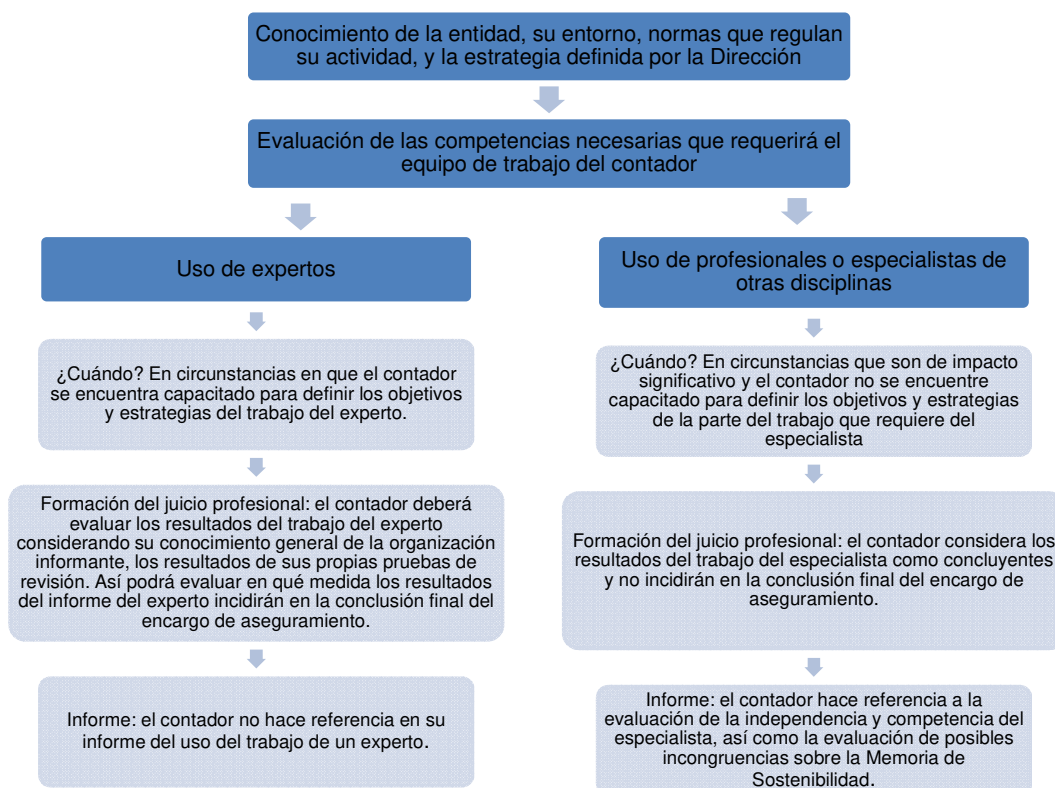 Conocimiento de la entidad, su entorno, normas que regulan
su actividad, y la estrategia definida por la Dirección
Evaluación de las competencias necesarias que requerirá el
equipo de trabajo del contador
Uso de expertos
¿Cuándo? En circunstancias en que el contador
se encuentra capacitado para definir los objetivos
y estrategias del trabajo del experto.
Formación del juicio profesional: el contador deberá
evaluar los resultados del trabajo del experto
considerando su conocimiento general de la organización
informante, los resultados de sus propias pruebas de
revisión. Así podrá evaluar en qué medida los resultados
del informe del experto incidirán en la conclusión final del
encargo de aseguramiento.
Informe: el contador no hace referencia en su
informe del uso del trabajo de un experto.
Uso de profesionales o especialistas de
otras disciplinas
¿Cuándo? En circunstancias que son de impacto
significativo y el contador no se encuentre
capacitado para definir los objetivos y estrategias
de la parte del trabajo que requiere del
especialista
Formación del juicio profesional: el contador considera los
resultados del trabajo del especialista como concluyentes
y no incidirán en la conclusión final del encargo de
aseguramiento.
Informe: el contador hace referencia a la
evaluación de la independencia y competencia del
especialista, así como la evaluación de posibles
incongruencias sobre la Memoria de
Sostenibilidad.